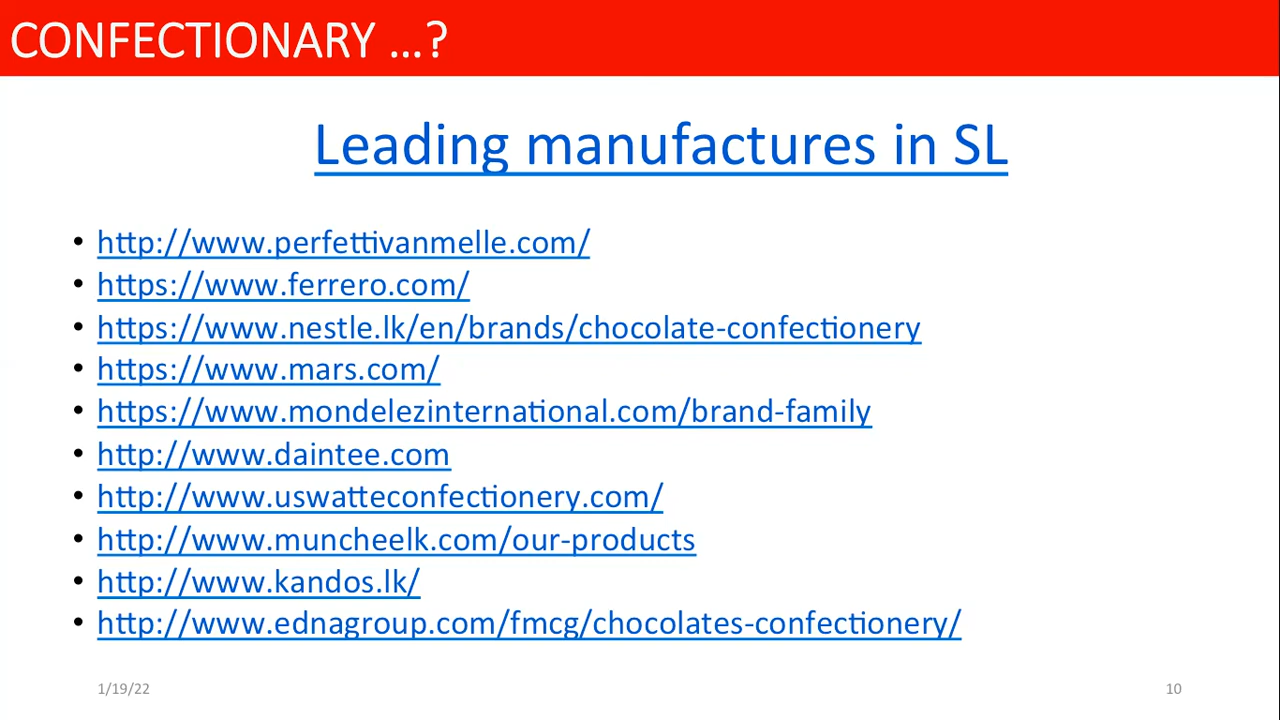 CONFECTIONARY ...?
Leading manufactures in SL
• http://www.perfettivanmelle.com/
• https://www.ferrero.com/
• https://www.nestle.lk/en/brands/chocolate-confectionery
• https://www.mars.com/
• https://www.mondelezinternational.com/brand-family
• http://www.daintee.com
• http://www.uswatteconfectionery.com/
• http://www.muncheelk.com/our-products
• http://www.kandos.lk/
• http://www.ednagroup.com/fmcg/chocolates-confectionery/
1/19/22
10